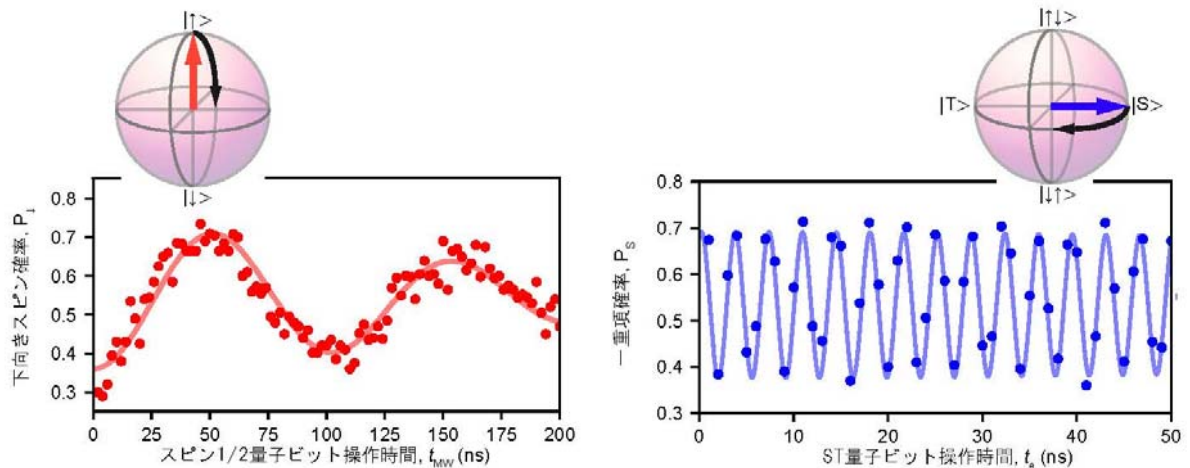 |↑>
|↓>
0.8
0.7
0.6
0.5
0.4
0.3
下向きスピン確率, P↓
0 25 50 75 100 125 150 175 200
スピン1/2量子ビット操作時間, tMW (ns)
|↑↓>
|T>
|S>
|↓↑>
0.8
0.7
0.6
0.5
0.4
0.3
一重項確率, PS
0 10 20 30 40 50
ST量子ビット操作時間, te (ns)